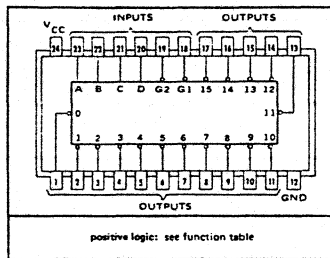 INPUTS OUTPUTS
VCC
24 23 22 21 20 19 18 17 16 15 14 13
A B C D G2 G1 15 14 13 12
0 11
1 2 3 4 5 6 7 8 9 10
1 2 3 4 5 6 7 8 9 10 11 12
OUTPUTS GND
positive logic: see function table